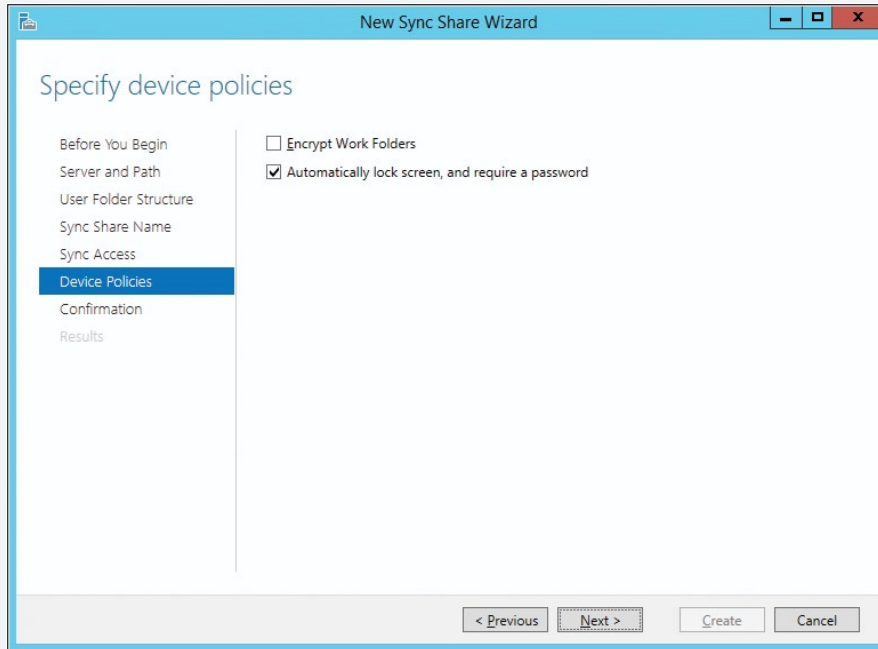 New Sync Share Wizard
Specify device policies
Before You Begin
Server and Path
User Folder Structure
Sync Share Name
Sync Access
Device Policies
Confirmation
Results
Encrypt Work Folders
Automatically lock screen, and require a password
< Previous
Next >
Create
Cancel